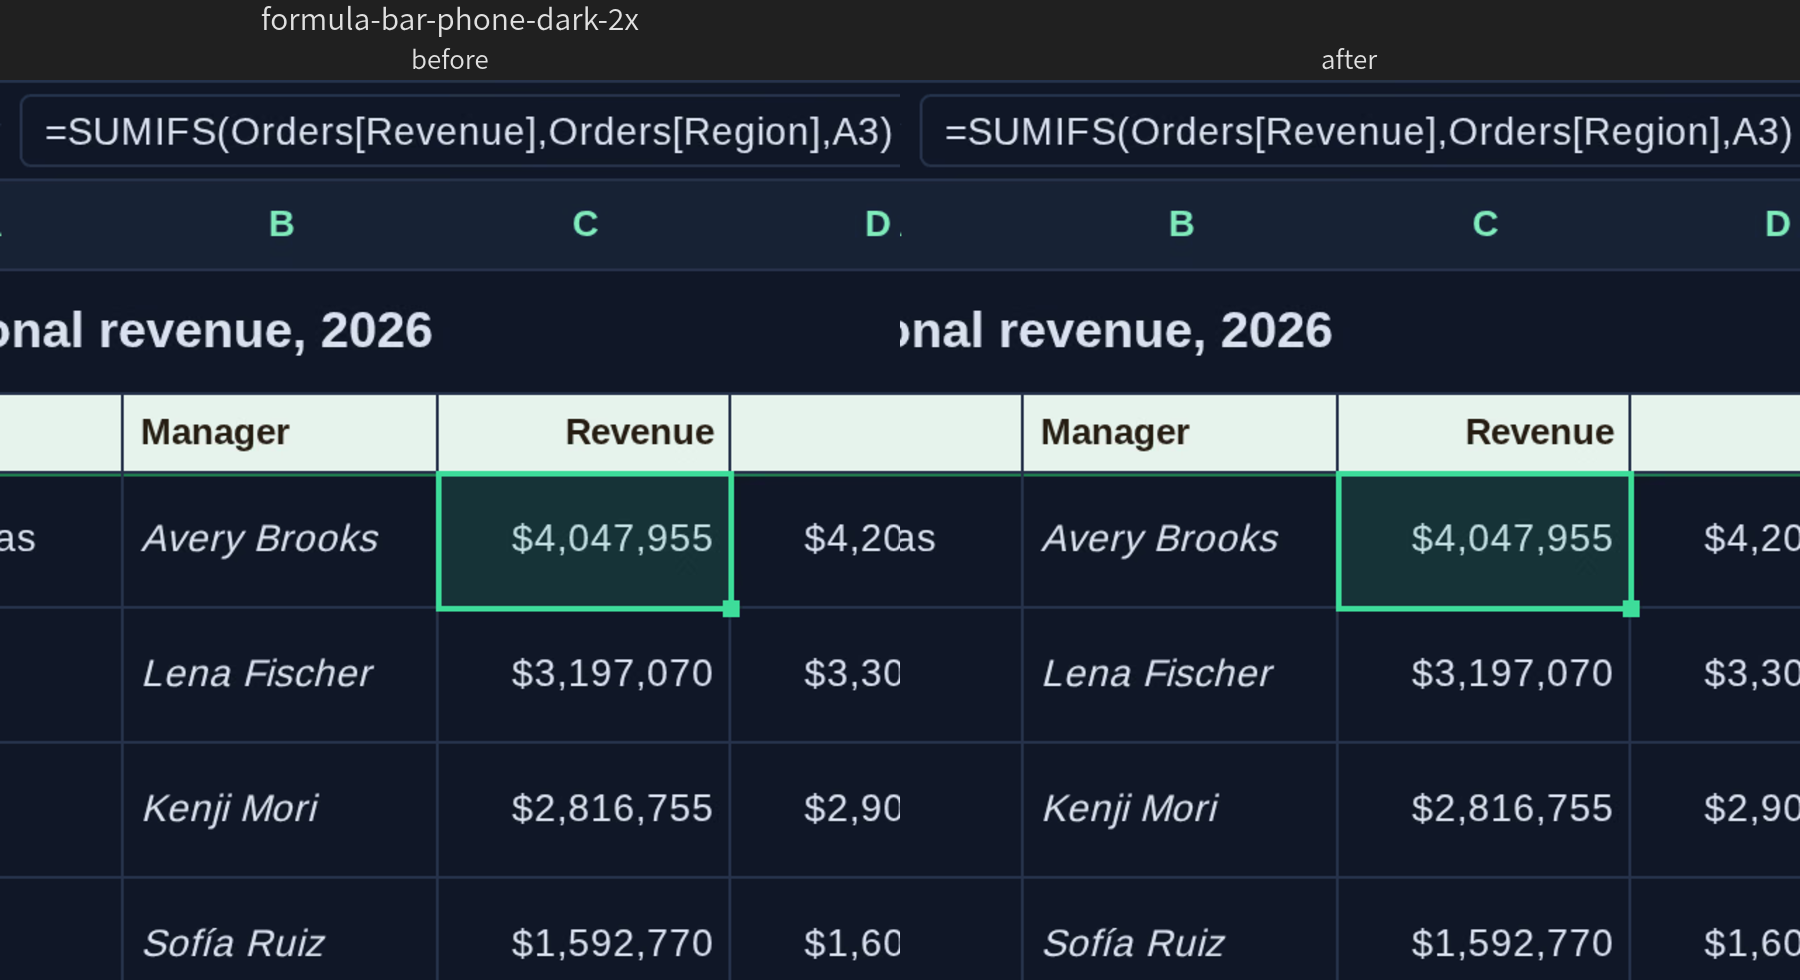 formula-bar-phone-dark-2x
before after
=SUMIFS(Orders[Revenue],Orders[Region],A3) =SUMIFS(Orders[Revenue],Orders[Region],A3)
B C D B C D
onal revenue, 2026 onal revenue, 2026
Manager Revenue Manager Revenue
as Avery Brooks $4,047,955 $4,20 as Avery Brooks $4,047,955 $4,20
Lena Fischer $3,197,070 $3,30 Lena Fischer $3,197,070 $3,30
Kenji Mori $2,816,755 $2,90 Kenji Mori $2,816,755 $2,90
Sofía Ruiz $1,592,770 $1,60 Sofía Ruiz $1,592,770 $1,60